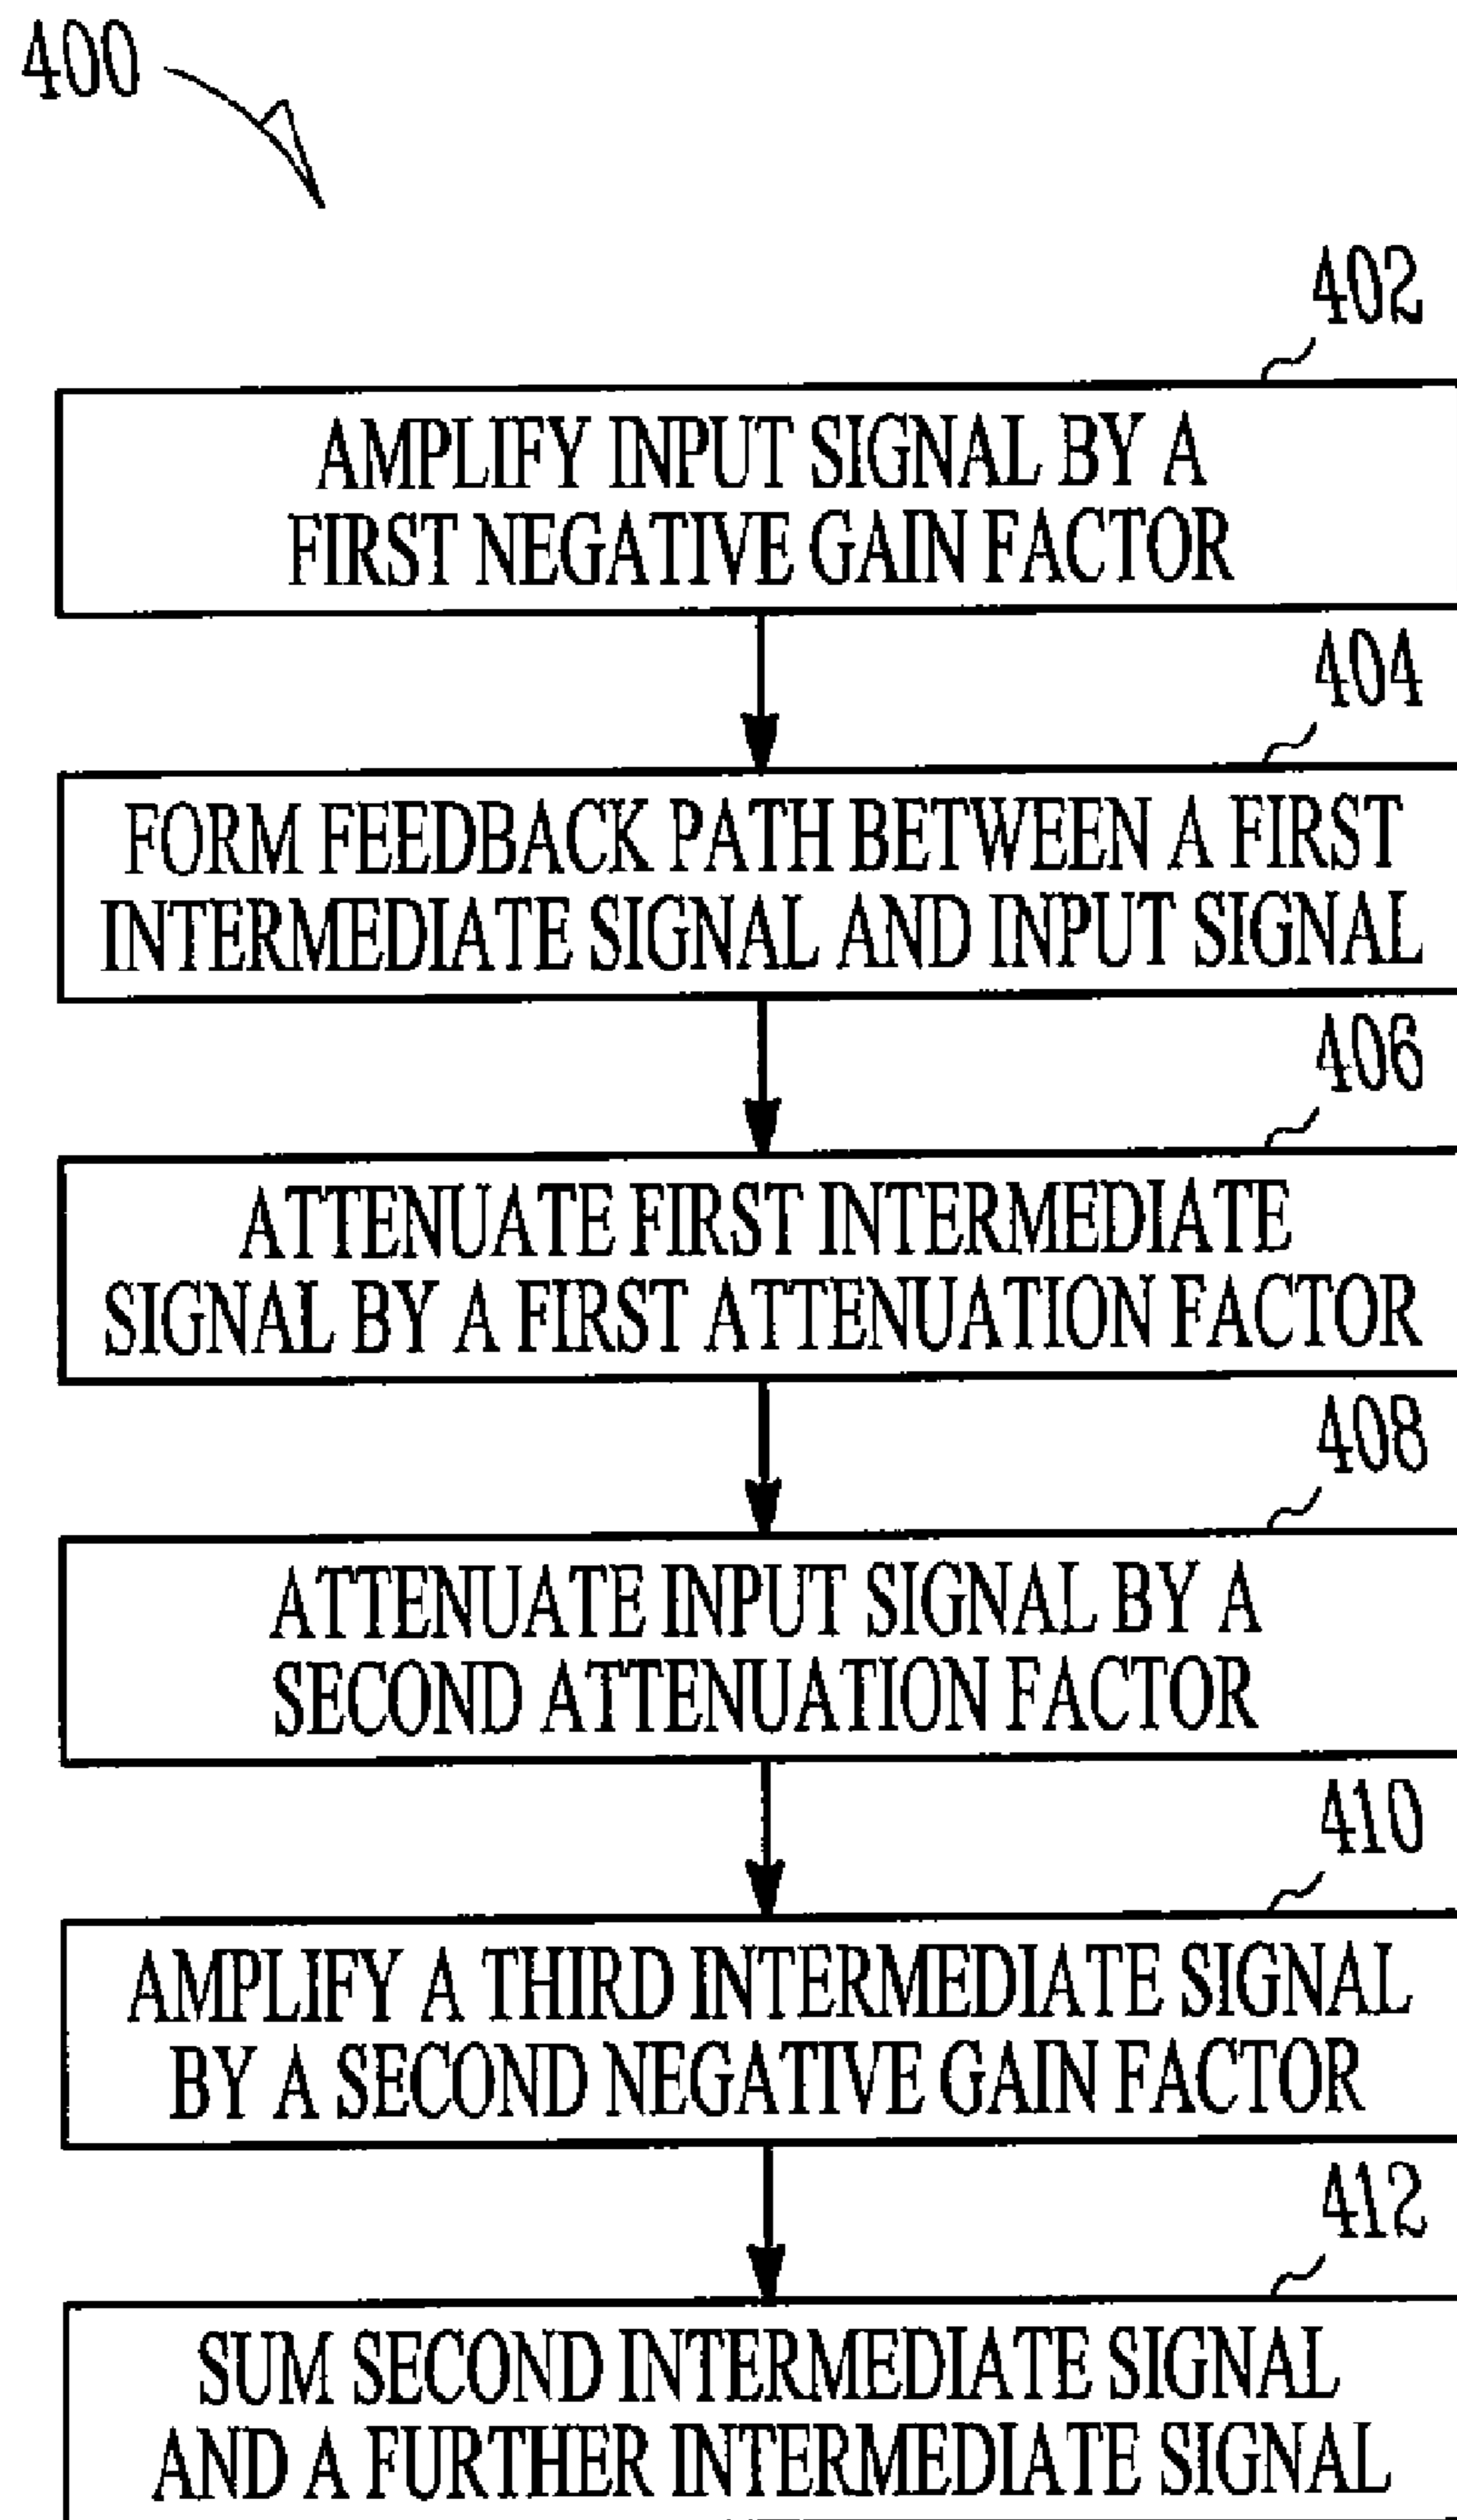 400
402
AMPLIFY INPUT SIGNAL BY A
FIRST NEGATIVE GAIN FACTOR
404
FORM FEEDBACK PATH BETWEEN A FIRST
INTERMEDIATE SIGNAL AND INPUT SIGNAL
406
ATTENUATE FIRST INTERMEDIATE
SIGNAL BY A FIRST ATTENUATION FACTOR
408
ATTENUATE INPUT SIGNAL BY A
SECOND ATTENUATION FACTOR
410
AMPLIFY A THIRD INTERMEDIATE SIGNAL
BY A SECOND NEGATIVE GAIN FACTOR
412
SUM SECOND INTERMEDIATE SIGNAL
AND A FURTHER INTERMEDIATE SIGNAL